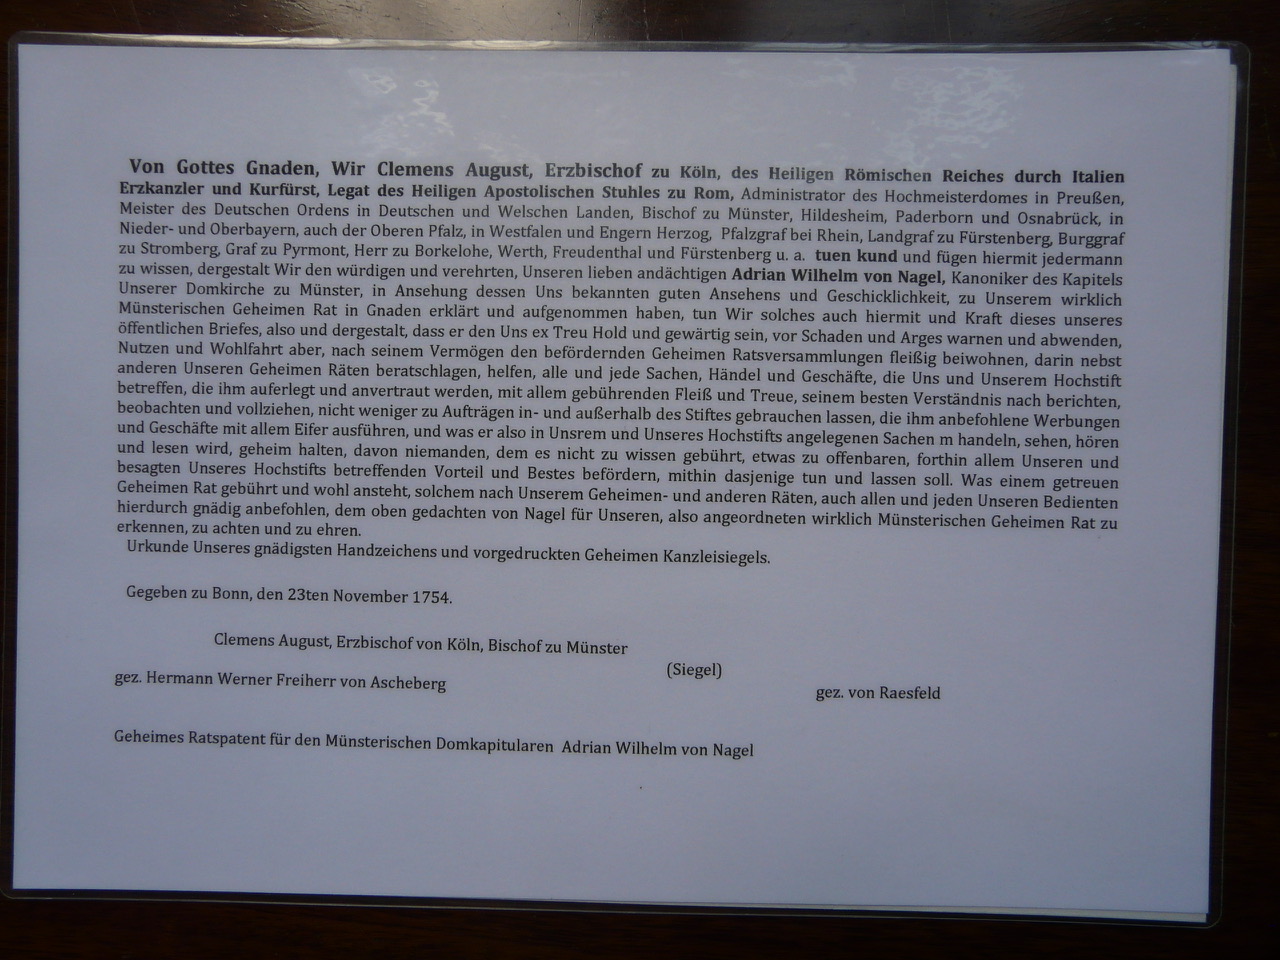 Von Gottes Gnaden, Wir Clemens August, Erzbischof zu Köln, des Heiligen Römischen Reiches durch Italien
Erzkanzler und Kurfürst, Legat des Heiligen Apostolischen Stuhles zu Rom, Administrator des Hochmeisterdomes in Preußen,
Meister des Deutschen Ordens in Deutschen und Welschen Landen, Bischof zu Münster, Hildesheim, Paderborn und Osnabrück, in
Nieder- und Oberbayern, auch der Oberen Pfalz, in Westfalen und Engern Herzog, Pfalzgraf bei Rhein, Landgraf zu Fürstenberg, Burggraf
zu Stromberg, Graf zu Pyrmont, Herr zu Borkelohe, Werth, Freudenthal und Fürstenberg u. a. tuen kund und fügen hiermit jedermann
zu wissen, dergestalt Wir den würdigen und verehrten, Unseren lieben andächtigen Adrian Wilhelm von Nagel, Kanoniker des Kapitels
Unserer Domkirche zu Münster, in Ansehung dessen Uns bekannten guten Ansehens und Geschicklichkeit, zu Unserem wirklich
Münsterischen Geheimen Rat in Gnaden erklärt und aufgenommen haben, tun Wir solches auch hiermit und Kraft dieses unseres
öffentlichen Briefes, also und dergestalt, dass er den Uns ex Treu Hold und gewärtig sein, vor Schaden und Arges warnen und abwenden,
Nutzen und Wohlfahrt aber, nach seinem Vermögen den befördernden Geheimen Ratsversammlungen fleißig beiwohnen, darin nebst
anderen Unseren Geheimen Räten beratschlagen, helfen, alle und jede Sachen, Händel und Geschäfte, die Uns und Unserem Hochstift
betreffen, die ihm auferlegt und anvertraut werden, mit allem gebührenden Fleiß und Treue, seinem besten Verständnis nach berichten,
beobachten und vollziehen, nicht weniger zu Aufträgen in- und außerhalb des Stiftes gebrauchen lassen, die ihm anbefohlene Werbungen
und Geschäfte mit allem Eifer ausführen, und was er also in Unsrem und Unseres Hochstifts angelegenen Sachen m handeln, sehen, hören
und lesen wird, geheim halten, davon niemanden, dem es nicht zu wissen gebührt, etwas zu offenbaren, forthin allem Unseren und
besagten Unseres Hochstifts betreffenden Vorteil und Bestes befördern, mithin dasjenige tun und lassen soll. Was einem getreuen
Geheimen Rat gebührt und wohl ansteht, solchem nach Unserem Geheimen- und anderen Räten, auch allen und jeden Unseren Bedienten
hierdurch gnädig anbefohlen, dem oben gedachten von Nagel für Unseren, also angeordneten wirklich Münsterischen Geheimen Rat zu
erkennen, zu achten und zu ehren.
Urkunde Unseres gnädigsten Handzeichens und vorgedruckten Geheimen Kanzleisiegels.
Gegeben zu Bonn, den 23ten November 1754.
Clemens August, Erzbischof von Köln, Bischof zu Münster
(Siegel)
gez. Hermann Werner Freiherr von Ascheberg
gez. von Raesfeld
Geheimes Ratspatent für den Münsterischen Domkapitularen Adrian Wilhelm von Nagel